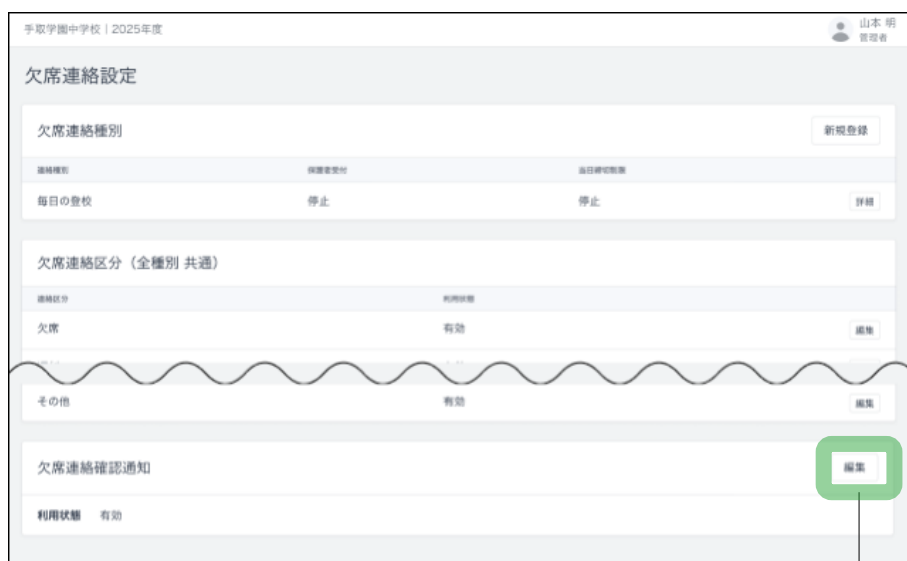 手取学園中学校 | 2025年度
山本 明
管理者
欠席連絡設定
欠席連絡種別
新規登録
連絡種別
保護者受付
当日締切制限
毎日の登校
停止
停止
詳細
欠席連絡区分（全種別 共通）
連絡区分
利用状態
欠席
有効
編集
その他
有効
編集
欠席連絡確認通知
編集
利用状態
有効